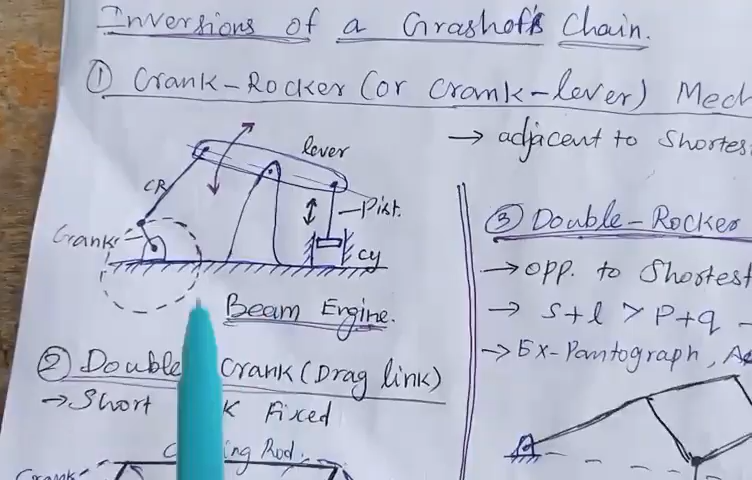 Inversions of a Grashof's Chain.
① Crank-Rocker (or Crank-lever) Mech
→ adjacent to Shortes
lever
CR
Pist.
Crank
Cy
Beam Engine.
② Double Crank (Drag link)
→ Short k Fixed
C ing Rod.
Crank
③ Double-Rocker
→ opp. to Shortest
→ s+l > p+q
→ Ex-Pantograph, A